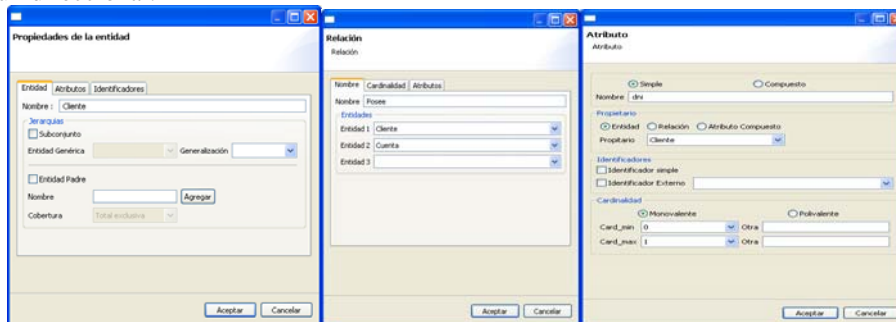 Propiedades de la entidad
Entidad Atributos Identificadores
Nombre : Cliente
Jerarquias
Subconjunto
Entidad Genérica Generalización
Entidad Padre
Nombre Agregar
Cobertura Total exclusiva
Aceptar Cancelar
Relación
Relación
Nombre Cardinalidad Atributos
Nombre Posee
Entidades
Entidad 1 Cliente
Entidad 2 Cuenta
Entidad 3
Aceptar Cancelar
Atributo
Atributo
Simple Compuesto
Nombre dni
Propietario
Entidad Relación Atributo Compuesto
Propitario Cliente
Identificadores
Identificador simple
Identificador Externo
Cardinalidad
Monovalente Polivalente
Card_min 0 Otra
Card_max 1 Otra
Aceptar Cancelar